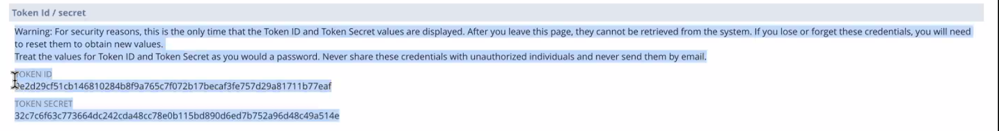 Token Id / secret
Warning: For security reasons, this is the only time that the Token ID and Token Secret values are displayed. After you leave this page, they cannot be retrieved from the system. If you lose or forget these credentials, you will need
to reset them to obtain new values.
Treat the values for Token ID and Token Secret as you would a password. Never share these credentials with unauthorized individuals and never send them by email.
TOKEN ID
TOKEN SECRET
32c7c6f63c773664dc242cda48cc78e0b115bd890d6ed7b752a96d48c49a514e